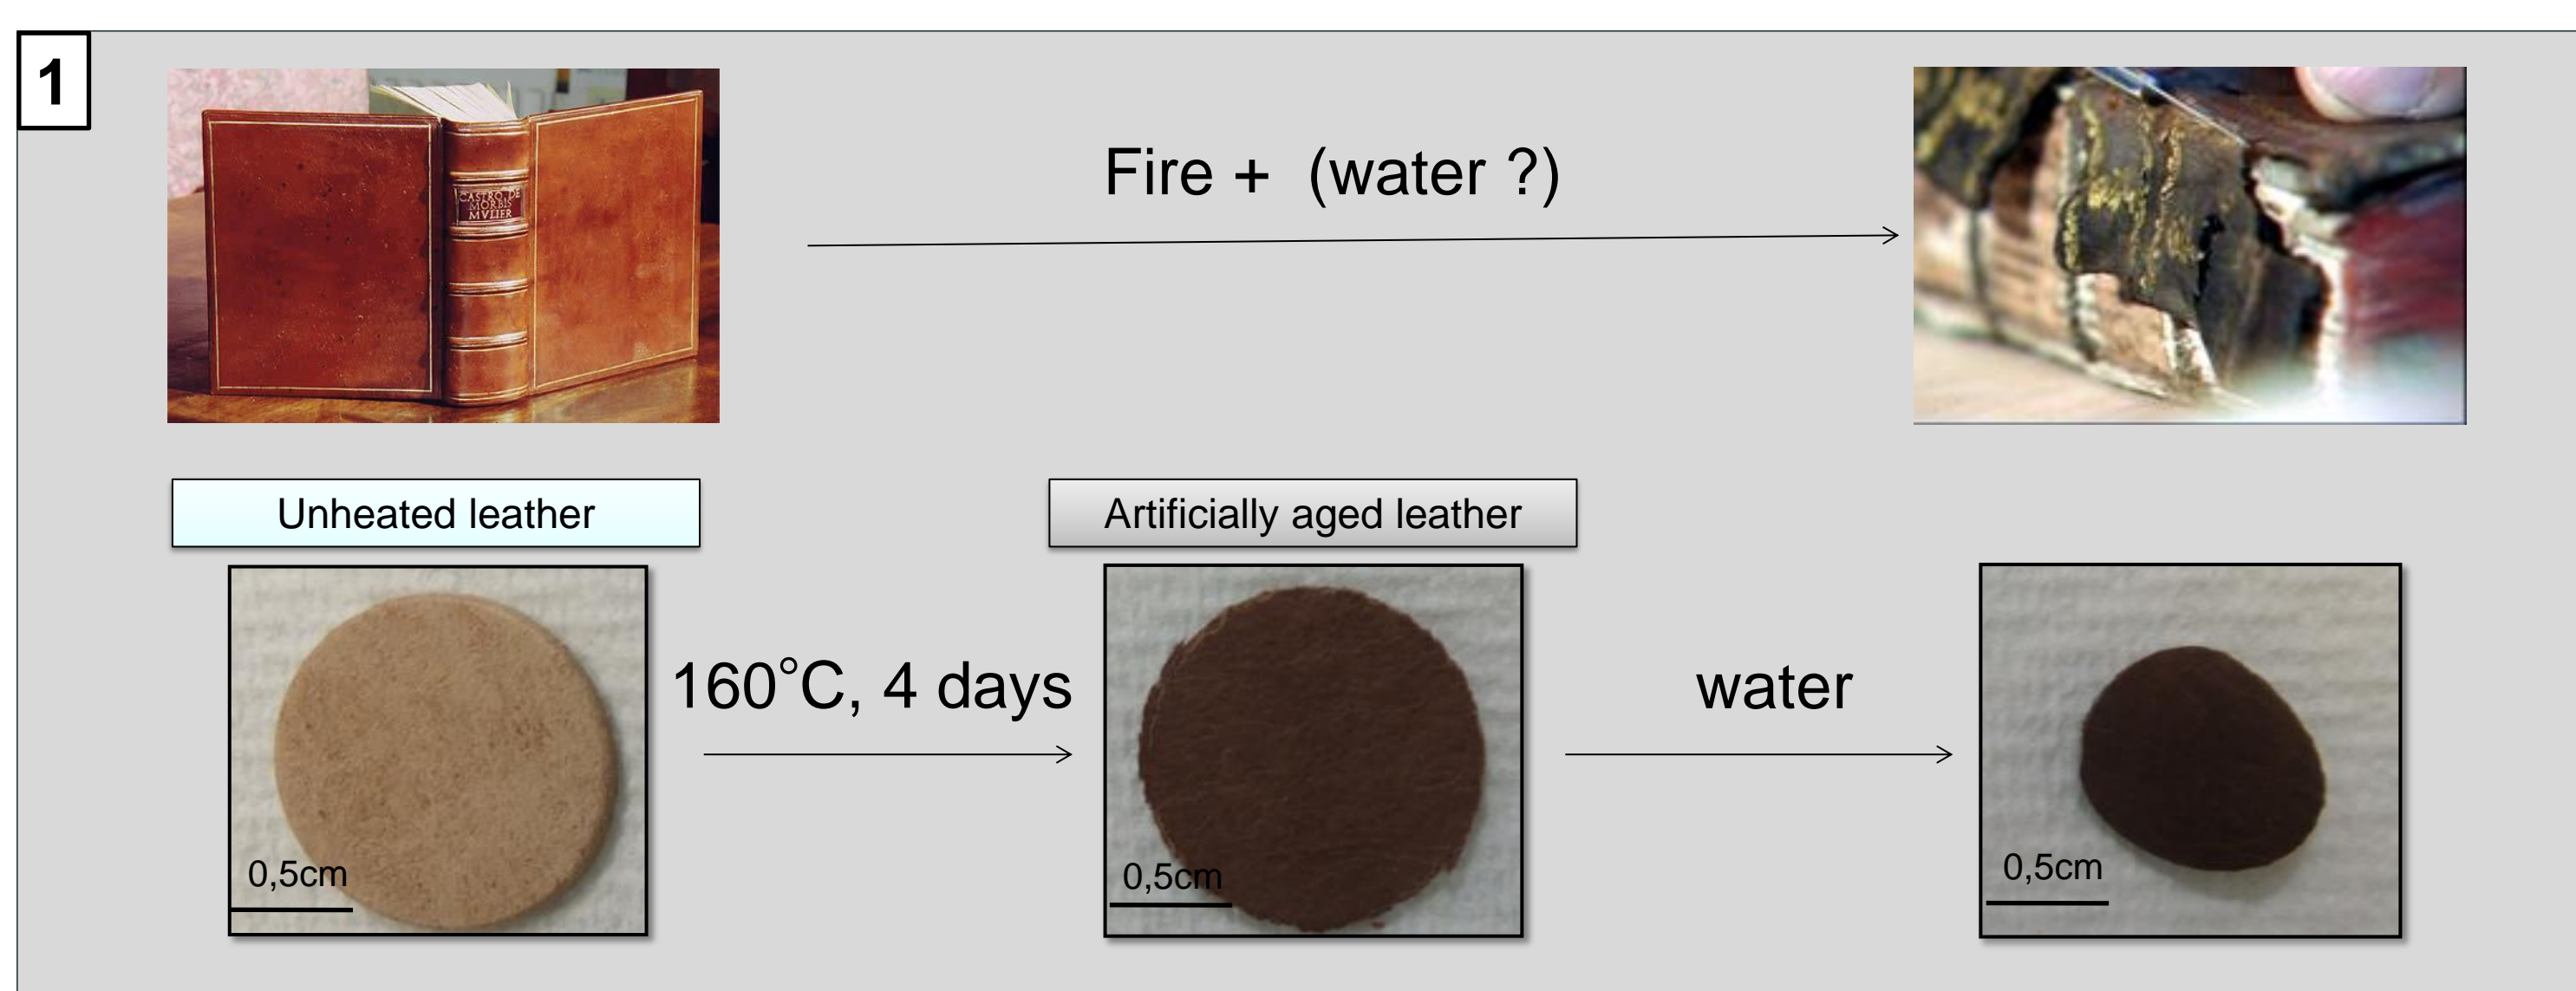 1
CASTRO DE
MORBIS
MVLIER
Fire + (water ?)
Unheated leather
Artificially aged leather
160°C, 4 days
water
0,5cm
0,5cm
0,5cm